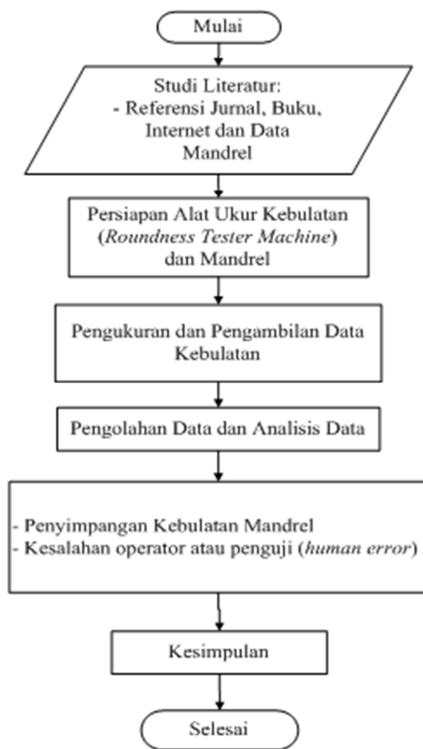 Mulai
Studi Literatur:
- Referensi Jurnal, Buku,
Internet dan Data
Mandrel
Persiapan Alat Ukur Kebulatan
(Roundness Tester Machine)
dan Mandrel
Pengukuran dan Pengambilan Data
Kebulatan
Pengolahan Data dan Analisis Data
- Penyimpangan Kebulatan Mandrel
- Kesalahan operator atau penguji (human error)
Kesimpulan
Selesai